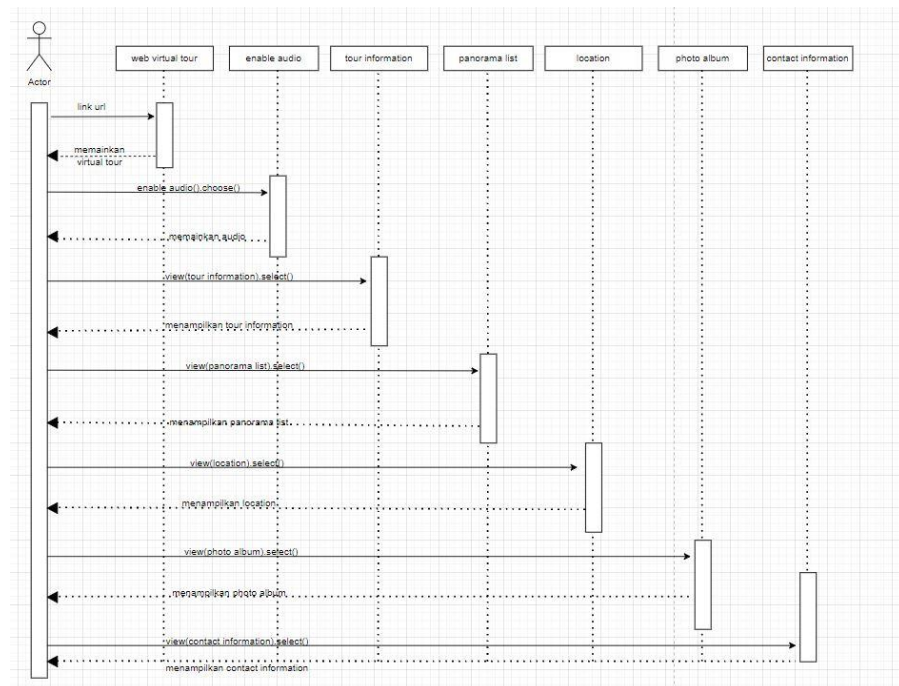 web virtual tour
enable audio
tour information
panorama list
location
photo album
contact information
Actor
link url
memainkan
virtual tour
enable audio().choose()
memainkan audio
view(tour information).select()
menampilkan tour information
view(panorama list).select()
menampilkan panorama list
view(location).select()
menampilkan location
view(photo album).select()
menampilkan photo album
view(contact information).select()
menampilkan contact information